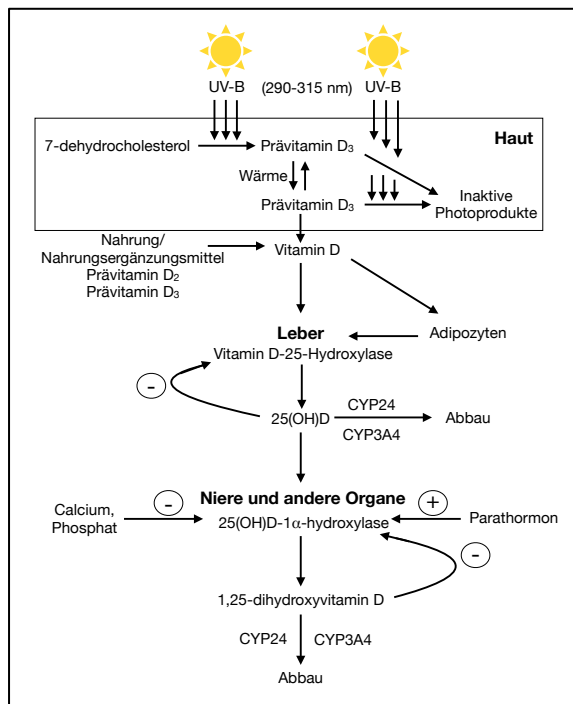 UV-B (290-315 nm) UV-B
Haut
7-dehydrocholesterol Prävitamin D₃
Wärme
Prävitamin D₃
Inaktive
Photoprodukte
Nahrung/
Nahrungsergänzungsmittel
Prävitamin D₂
Prävitamin D₃
Vitamin D
Leber
Adipozyten
Vitamin D-25-Hydroxylase
-
25(OH)D
CYP24
CYP3A4
Abbau
Niere und andere Organe
Calcium,
Phosphat
-
+
25(OH)D-1α-hydroxylase
Parathormon
-
1,25-dihydroxyvitamin D
CYP24 CYP3A4
Abbau